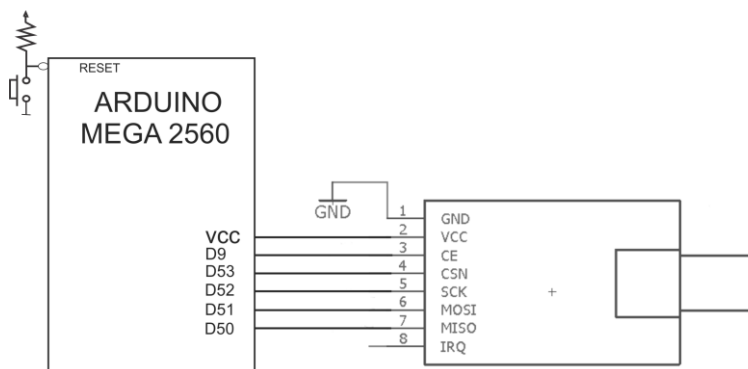 RESET
ARDUINO
MEGA 2560
VCC
D9
D53
D52
D51
D50
GND
1 GND
2 VCC
3 CE
4 CSN
5 SCK
6 MOSI
7 MISO
8 IRQ